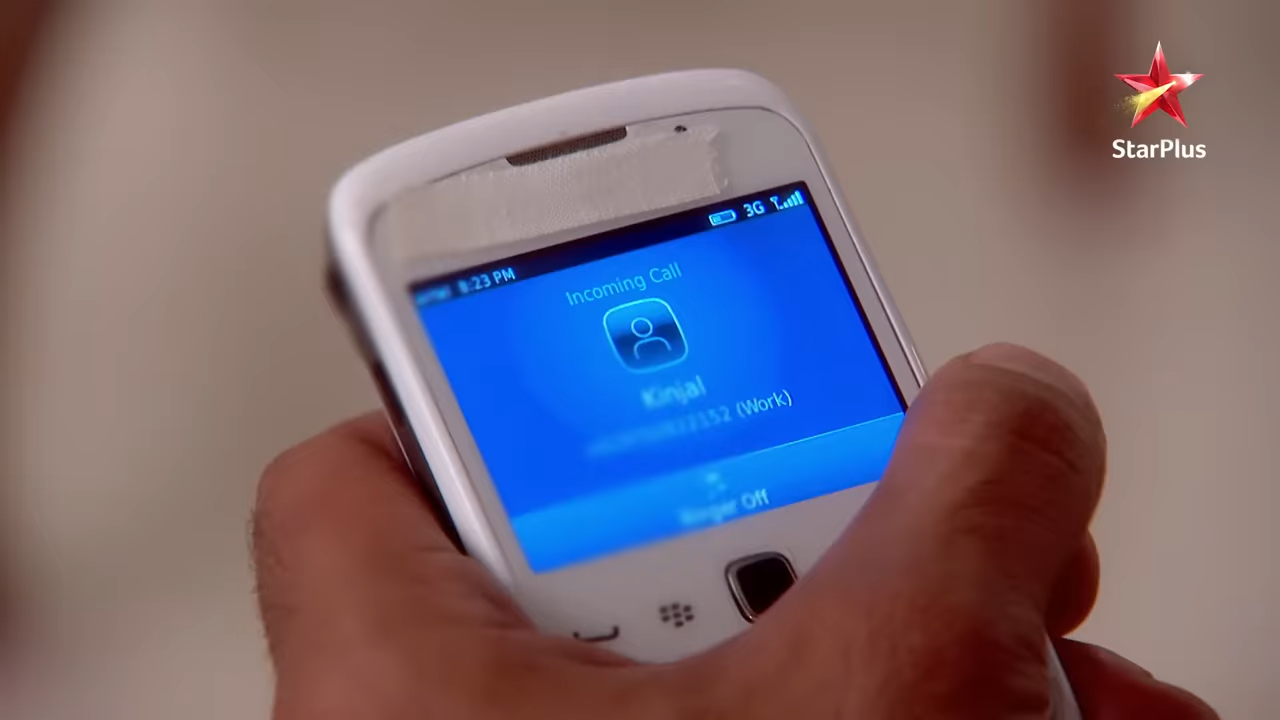 StarPlus
8:23 PM
3G
Incoming Call
Kinjal
(Work)
Ringer Off